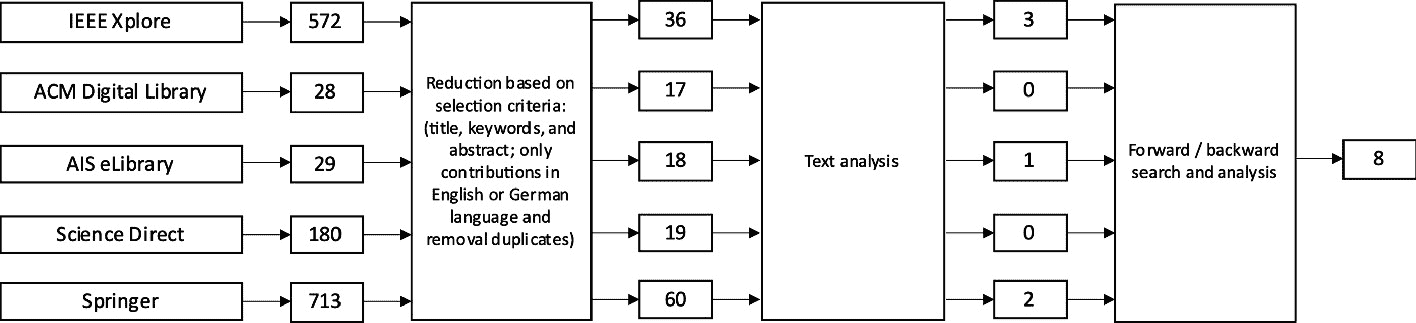 IEEE Xplore
572
36
3
ACM Digital Library
28
17
0
AIS eLibrary
29
18
1
Science Direct
180
19
0
Springer
713
60
2
Reduction based on
selection criteria:
(title, keywords, and
abstract; only
contributions in
English or German
language and
removal duplicates)
Text analysis
Forward / backward
search and analysis
8